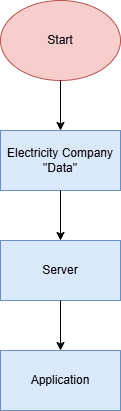 Start
Electricity Company
"Data"
Server
Application